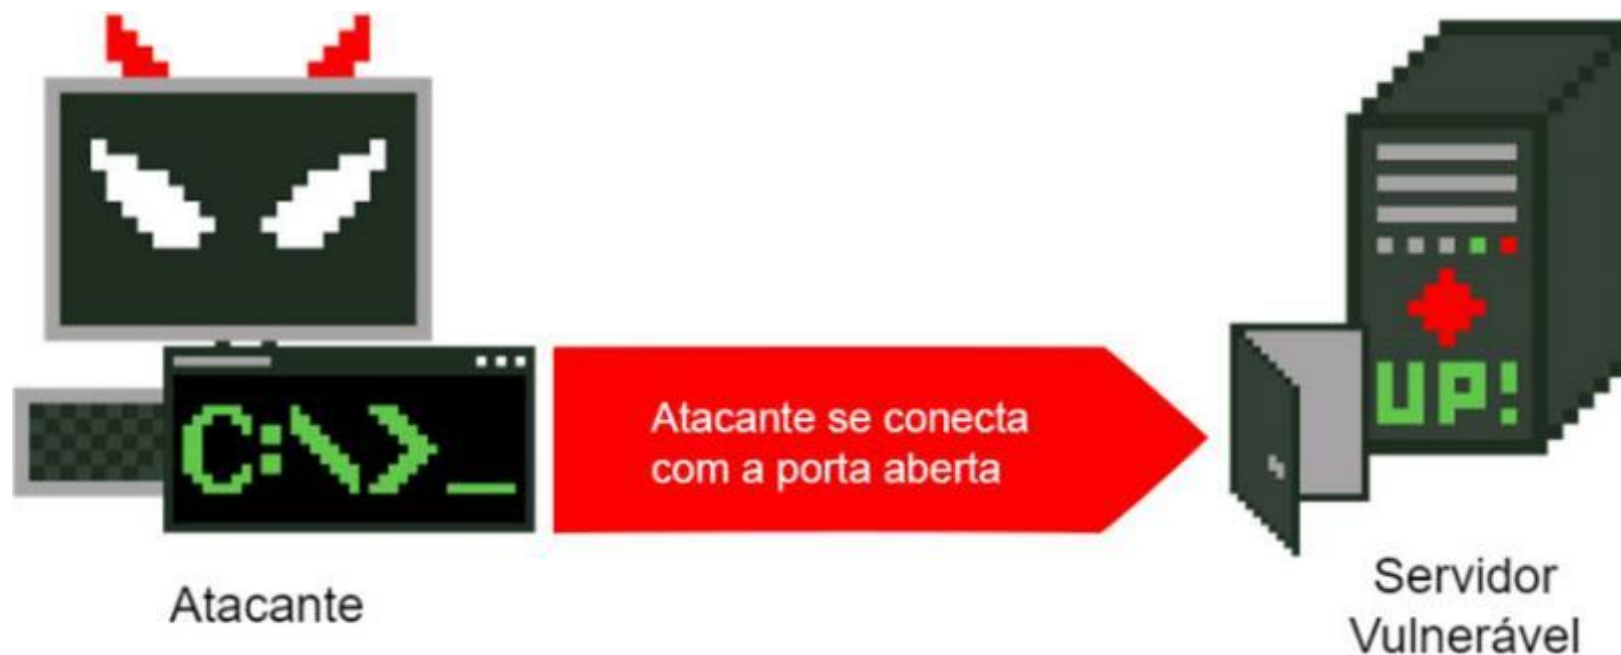 C:\>_
Atacante se conecta
com a porta aberta
UP!
Atacante
Servidor
Vulnerável